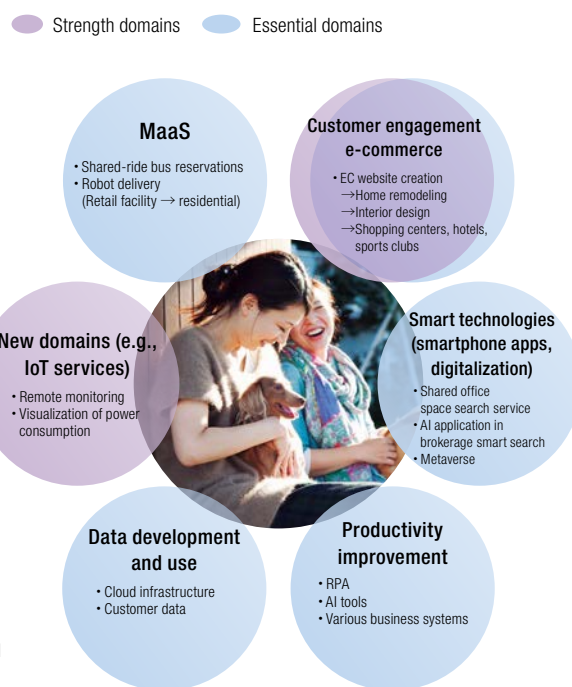 Strength domains
Essential domains
MaaS
• Shared-ride bus reservations
• Robot delivery
(Retail facility → residential)
Customer engagement
e-commerce
• EC website creation
→Home remodeling
→Interior design
→Shopping centers, hotels,
sports clubs
New domains (e.g.,
IoT services)
• Remote monitoring
• Visualization of power
consumption
Smart technologies
(smartphone apps,
digitalization)
• Shared office
space search service
• AI application in
brokerage smart search
• Metaverse
Data development
and use
• Cloud infrastructure
• Customer data
Productivity
improvement
• RPA
• AI tools
• Various business systems